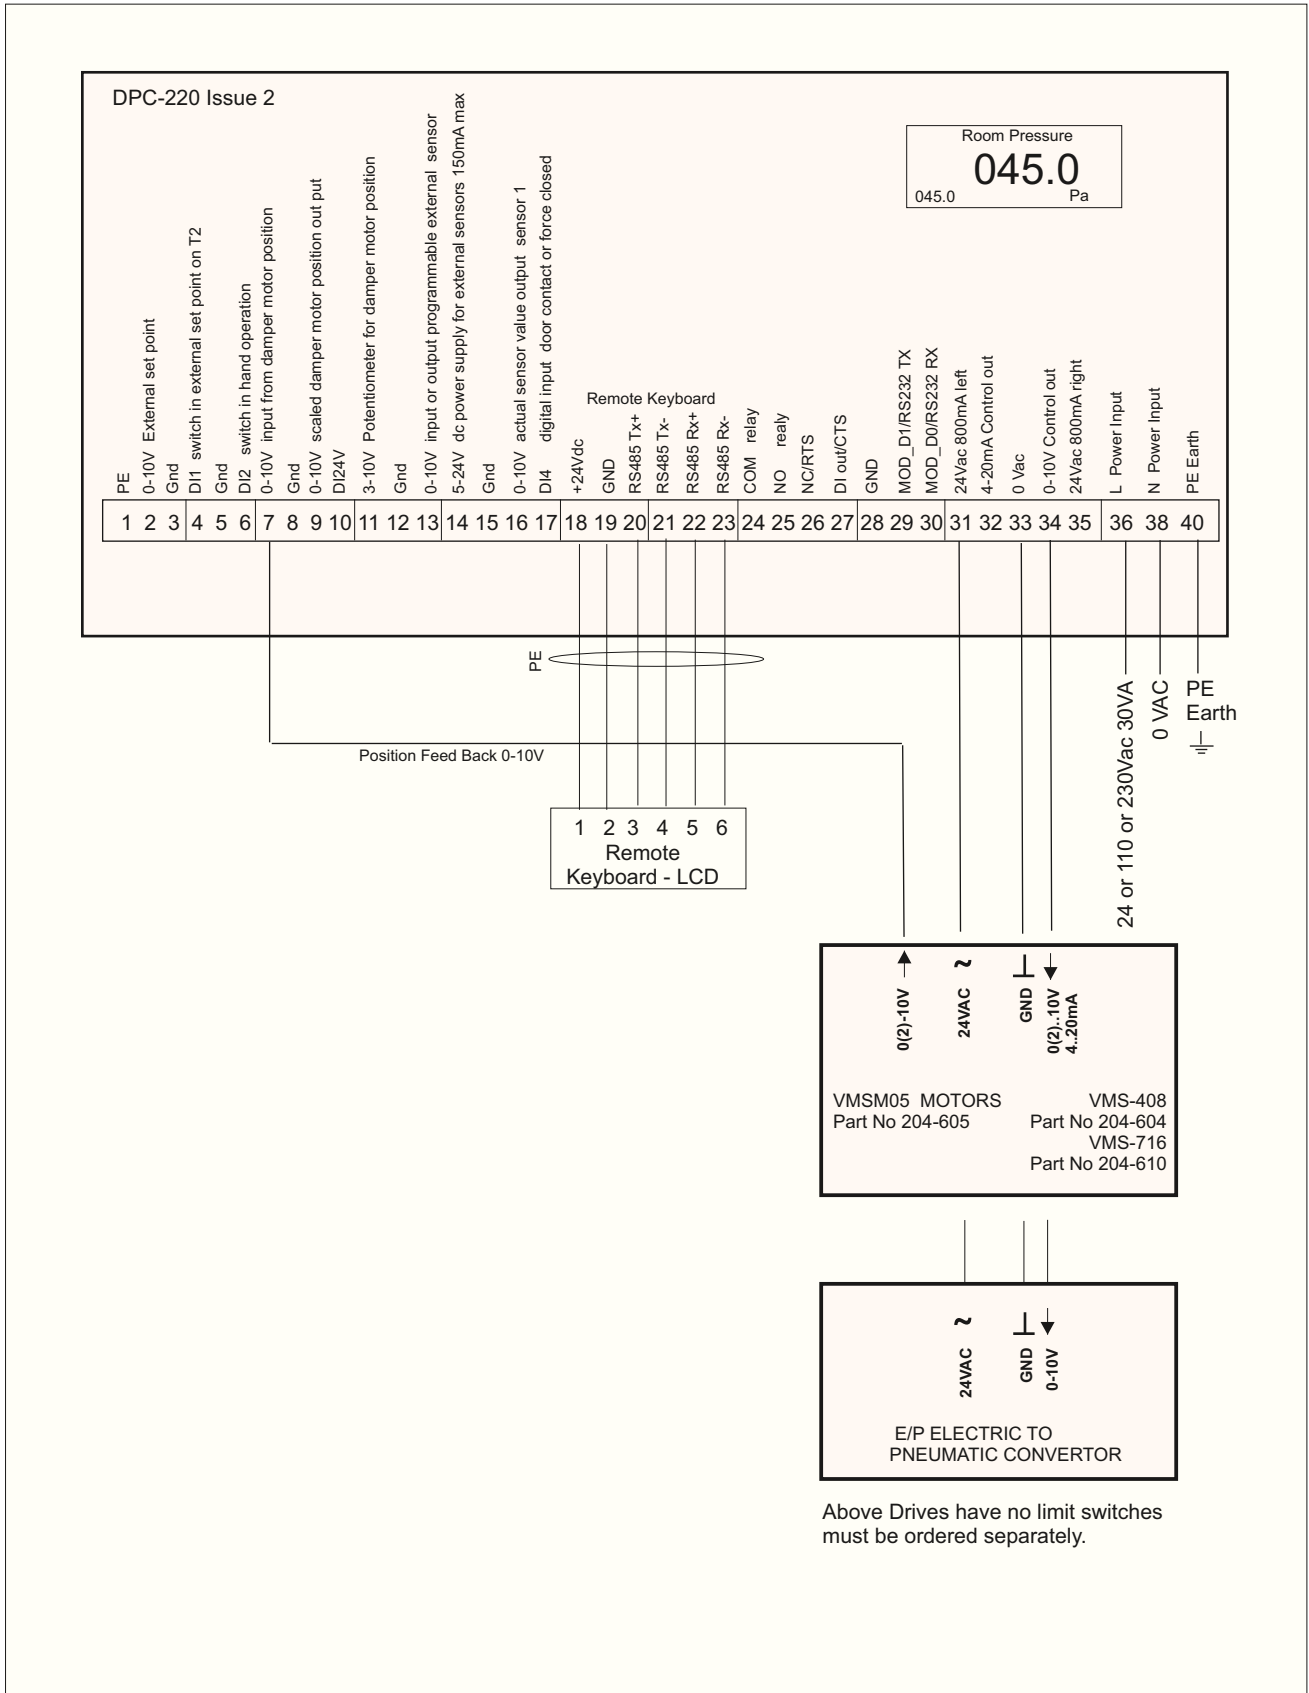 DPC-220 Issue 2
Room Pressure
045.0
045.0
Pa
PE
0-10V External set point
Gnd
DI1 switch in external set point on T2
Gnd
DI2 switch in hand operation
0-10V input from damper motor position
Gnd
0-10V scaled damper motor position out put
DI24V
3-10V Potentiometer for damper motor position
Gnd
0-10V input or output programmable external sensor
5-24V dc power supply for external sensors 150mA max
Gnd
0-10V actual sensor value output sensor 1
DI4 digital input door contact or force closed
Remote Keyboard
+24Vdc
GND
RS485 Tx+
RS485 Tx-
RS485 Rx+
RS485 Rx-
COM relay
NO realy
NC/RTS
DI out/CTS
GND
MOD_D1/RS232 TX
MOD_D0/RS232 RX
24Vac 800mA left
4-20mA Control out
0 Vac
0-10V Control out
24Vac 800mA right
L Power Input
N Power Input
PE Earth
1 2 3 4 5 6 7 8 9 10 11 12 13 14 15 16 17 18 19 20 21 22 23 24 25 26 27 28 29 30 31 32 33 34 35 36 38 40
PE
24 or 110 or 230Vac 30VA
0 VAC
PE
Earth
Position Feed Back 0-10V
1 2 3 4 5 6
Remote
Keyboard - LCD
0(2)-10V
~
24VAC
GND
0(2)..10V
4..20mA
VMSM05 MOTORS
Part No 204-605
VMS-408
Part No 204-604
VMS-716
Part No 204-610
~
24VAC
GND
0-10V
E/P ELECTRIC TO
PNEUMATIC CONVERTOR
Above Drives have no limit switches
must be ordered separately.